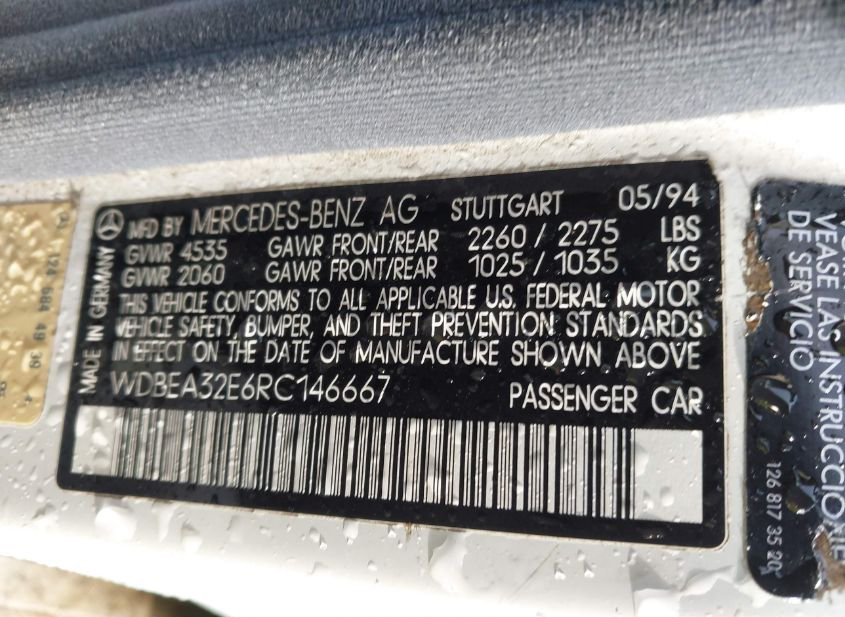 MFD BY MERCEDES-BENZ AG STUTTGART 05/94
GVWR 4535 GAWR FRONT/REAR 2260 / 2275 LBS
GVWR 2060 GAWR FRONT/REAR 1025 / 1035 KG
THIS VEHICLE CONFORMS TO ALL APPLICABLE U.S. FEDERAL MOTOR
VEHICLE SAFETY, BUMPER, AND THEFT PREVENTION STANDARDS
IN EFFECT ON THE DATE OF MANUFACTURE SHOWN ABOVE.
WDBEA32E6RC146667 PASSENGER CAR
MADE IN GERMANY
A 124 584 49 39
VEASE LAS INSTRUCCIONE
DE SERVICIO
126 817 35 20